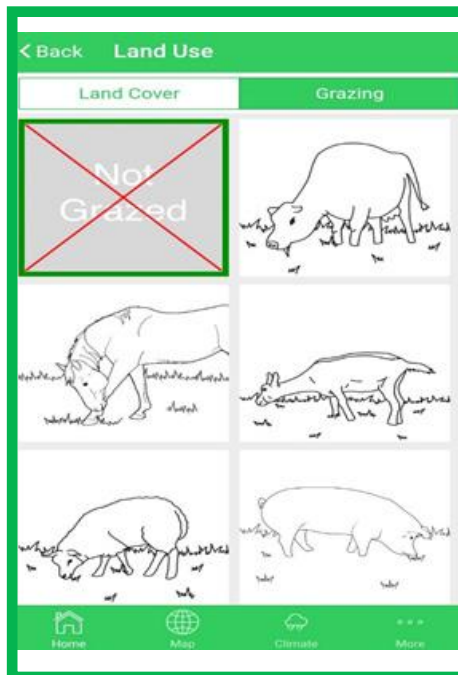 Back Land Use
Land Cover Grazing
Not
Grazed
Home Map Climate More